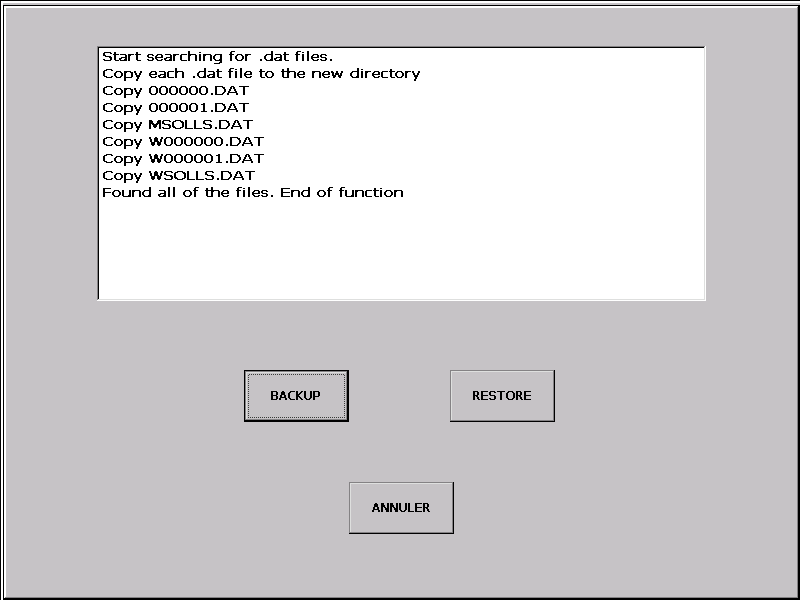 Start searching for .dat files.
Copy each .dat file to the new directory
Copy 000000.DAT
Copy 000001.DAT
Copy MSOLLS.DAT
Copy W000000.DAT
Copy W000001.DAT
Copy WSOLLS.DAT
Found all of the files. End of function
BACKUP
RESTORE
ANNULER